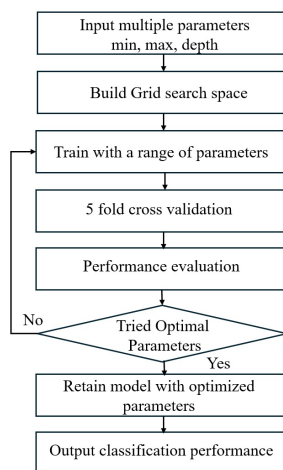 Input multiple parameters
min, max, depth
Build Grid search space
Train with a range of parameters
5 fold cross validation
Performance evaluation
No
Tried Optimal
Parameters
Yes
Retain model with optimized
parameters
Output classification performance